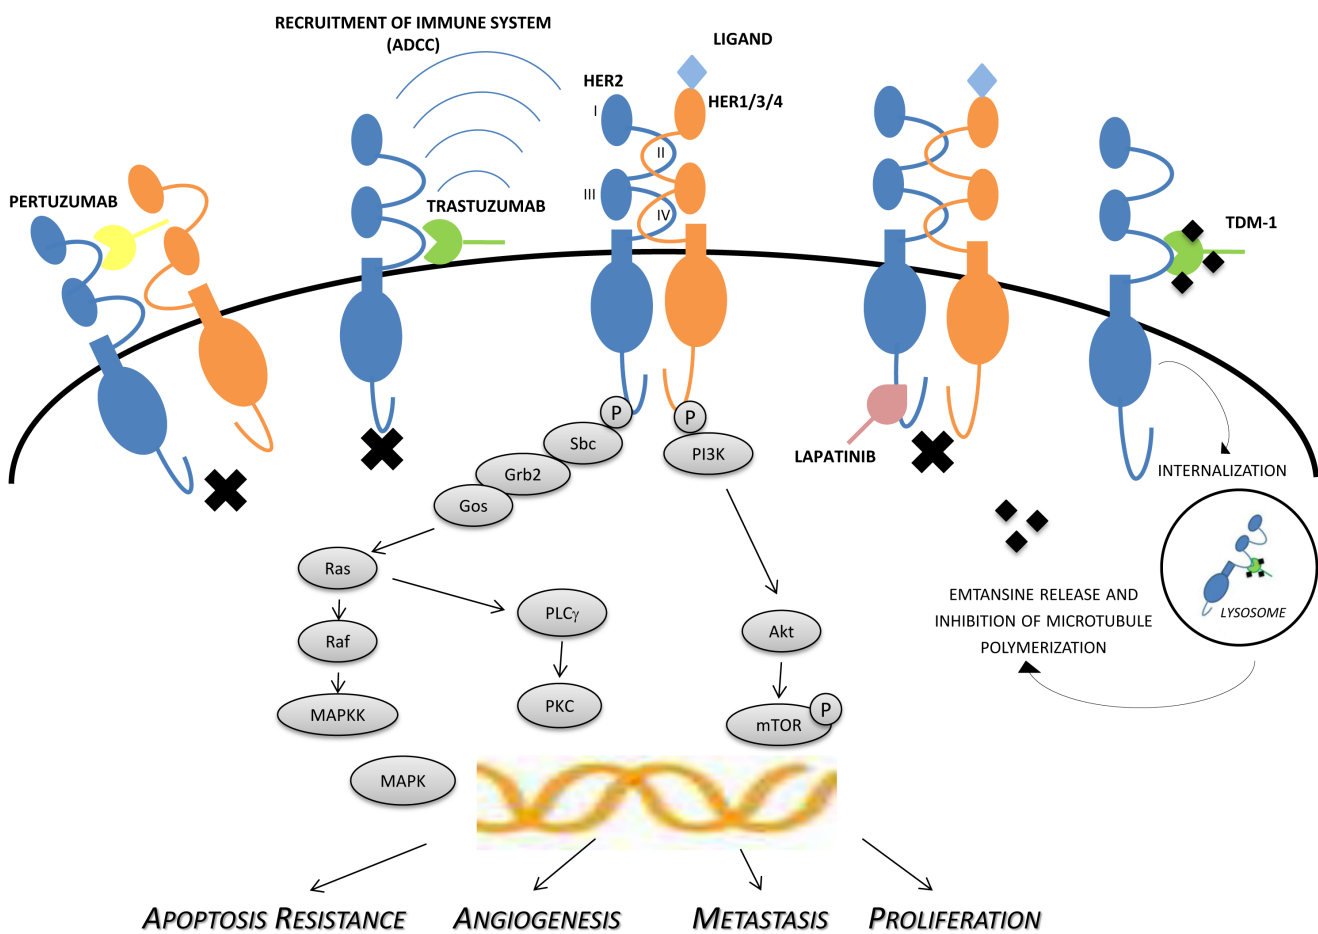 RECRUITMENT OF IMMUNE SYSTEM
(ADCC)
LIGAND
HER2
HER1/3/4
I
II
III
IV
PERTUZUMAB
TRASTUZUMAB
TDM-1
P
P
Sbc
Grb2
Gos
PI3K
LAPATINIB
INTERNALIZATION
Ras
PLCγ
Raf
Akt
MAPKK
PKC
mTOR
P
MAPK
EMTANSINE RELEASE AND
INHIBITION OF MICROTUBULE
POLYMERIZATION
LYSOSOME
APOPTOSIS RESISTANCE
ANGIOGENESIS
METASTASIS
PROLIFERATION